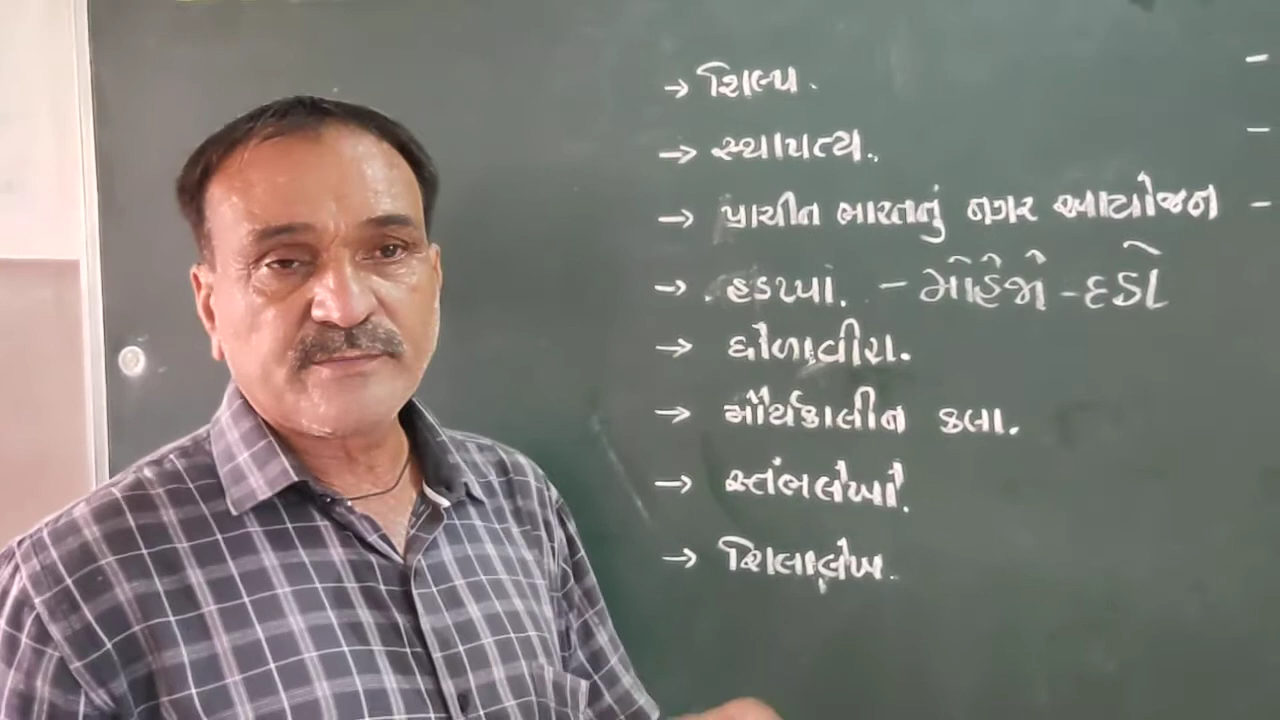 → શિલ્પ.
→ સ્થાપત્ય.
→ પ્રાચીન ભારતનું નગર આયોજન -
→ હડપ્પા. - મોહેંજો - દડો
→ ધોળાવીરા.
→ મૌર્યકાલીન કલા.
→ સ્તંભલેખો.
→ શિલાલેખ.